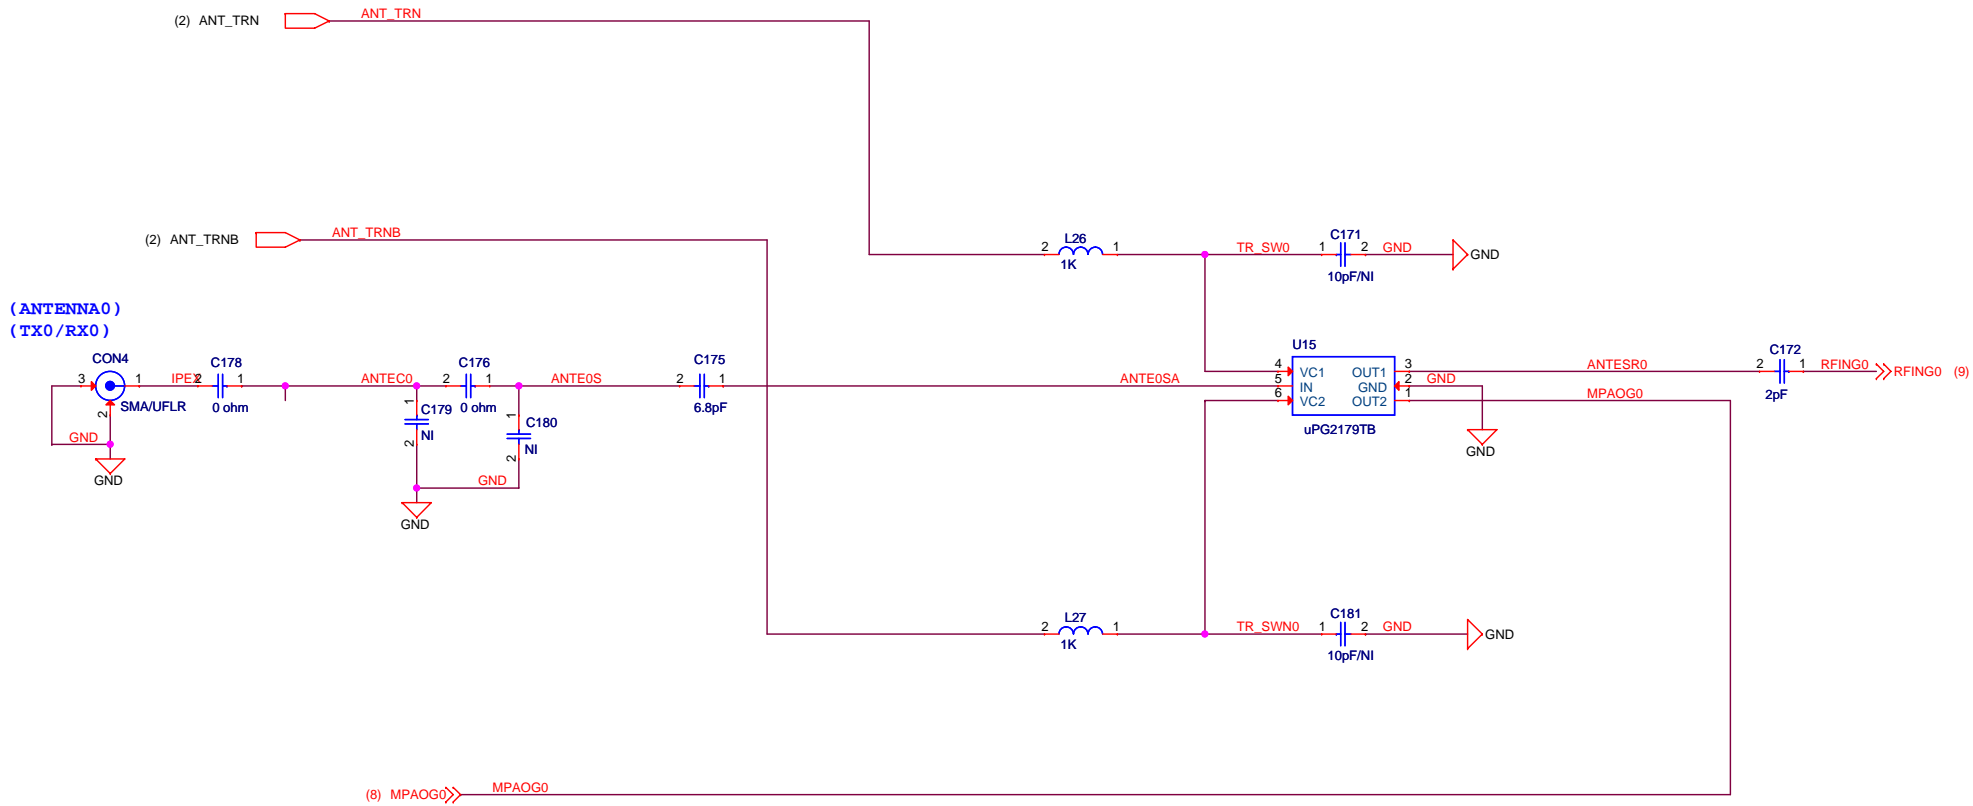 (2) ANT_TRN
ANT_TRN
(2) ANT_TRNB
ANT_TRNB
L26
2
1
1K
TR_SW0
C171
1
2
10pF/NI
GND
GND
(ANTENNA0)
(TX0/RX0)
CON4
3
1
2
SMA/UFLR
GND
GND
IPEX
C178
2
1
0 ohm
ANTEC0
C176
2
1
0 ohm
C179
1
2
NI
C180
1
2
NI
GND
GND
ANTE0S
C175
2
1
6.8pF
ANTE0SA
U15
4
VC1
OUT1
3
5
IN
GND
2
6
VC2
OUT2
1
uPG2179TB
GND
GND
ANTESR0
MPAOG0
C172
2
1
2pF
RFING0
RFING0 (9)
L27
2
1
1K
TR_SWN0
C181
1
2
10pF/NI
GND
GND
(8) MPAOG0
MPAOG0